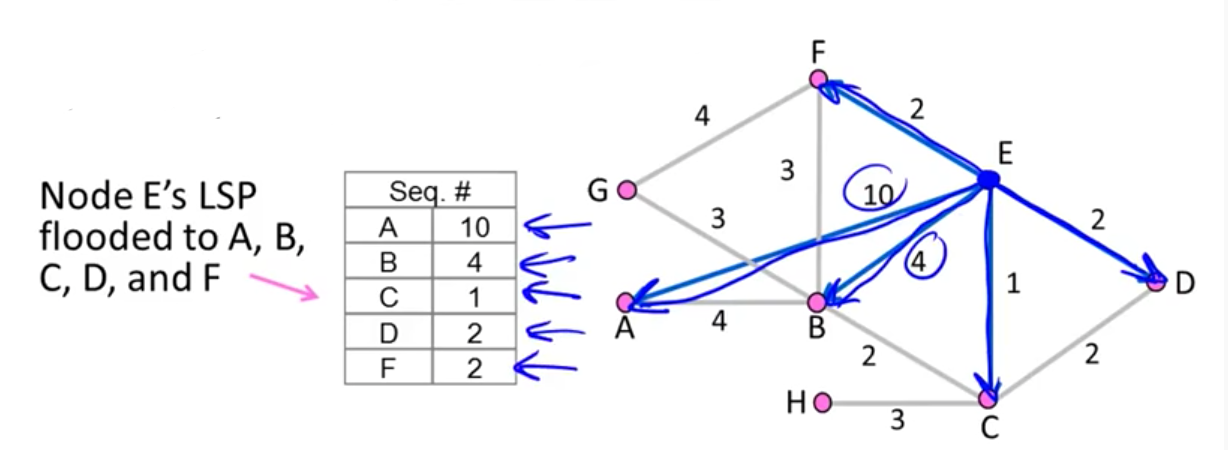 Node E's LSP
flooded to A, B,
C, D, and F
Seq. #
A 10
B 4
C 1
D 2
F 2
F
4
2
E
3
10
G
3
2
4
1
D
A
4
B
2
2
H
3
C